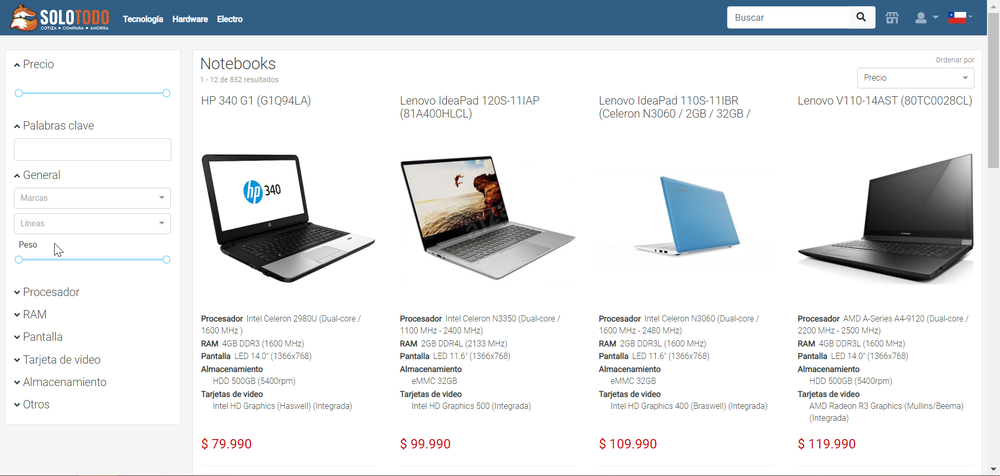 SOLOTODO
COTIZA • COMPARA • AHORRA
Tecnología
Hardware
Electro
Buscar
Precio
Palabras clave
General
Marcas
Líneas
Peso
Procesador
RAM
Pantalla
Tarjeta de video
Almacenamiento
Otros
Notebooks
1 - 12 de 852 resultados
Ordenar por
Precio
HP 340 G1 (G1Q94LA)
hp 340
Procesador Intel Celeron 2980U (Dual-core /
1600 MHz )
RAM 4GB DDR3 (1600 MHz)
Pantalla LED 14.0" (1366x768)
Almacenamiento
HDD 500GB (5400rpm)
Tarjetas de video
Intel HD Graphics (Haswell) (Integrada)
$ 79.990
Lenovo IdeaPad 120S-11IAP
(81A400HLCL)
Procesador Intel Celeron N3350 (Dual-core /
1100 MHz - 2400 MHz)
RAM 2GB DDR4L (2133 MHz)
Pantalla LED 11.6" (1366x768)
Almacenamiento
eMMC 32GB
Tarjetas de video
Intel HD Graphics 500 (Integrada)
$ 99.990
Lenovo IdeaPad 110S-11IBR
(Celeron N3060 / 2GB / 32GB /
Procesador Intel Celeron N3060 (Dual-core /
1600 MHz - 2480 MHz)
RAM 2GB DDR3L (1600 MHz)
Pantalla LED 11.6" (1366x768)
Almacenamiento
eMMC 32GB
Tarjetas de video
Intel HD Graphics 400 (Braswell) (Integrada)
$ 109.990
Lenovo V110-14AST (80TC0028CL)
Procesador AMD A-Series A4-9120 (Dual-core /
2200 MHz - 2500 MHz)
RAM 4GB DDR3L (1600 MHz)
Pantalla LED 14.0" (1366x768)
Almacenamiento
HDD 500GB (5400rpm)
Tarjetas de video
AMD Radeon R3 Graphics (Mullins/Beema)
(Integrada)
$ 119.990